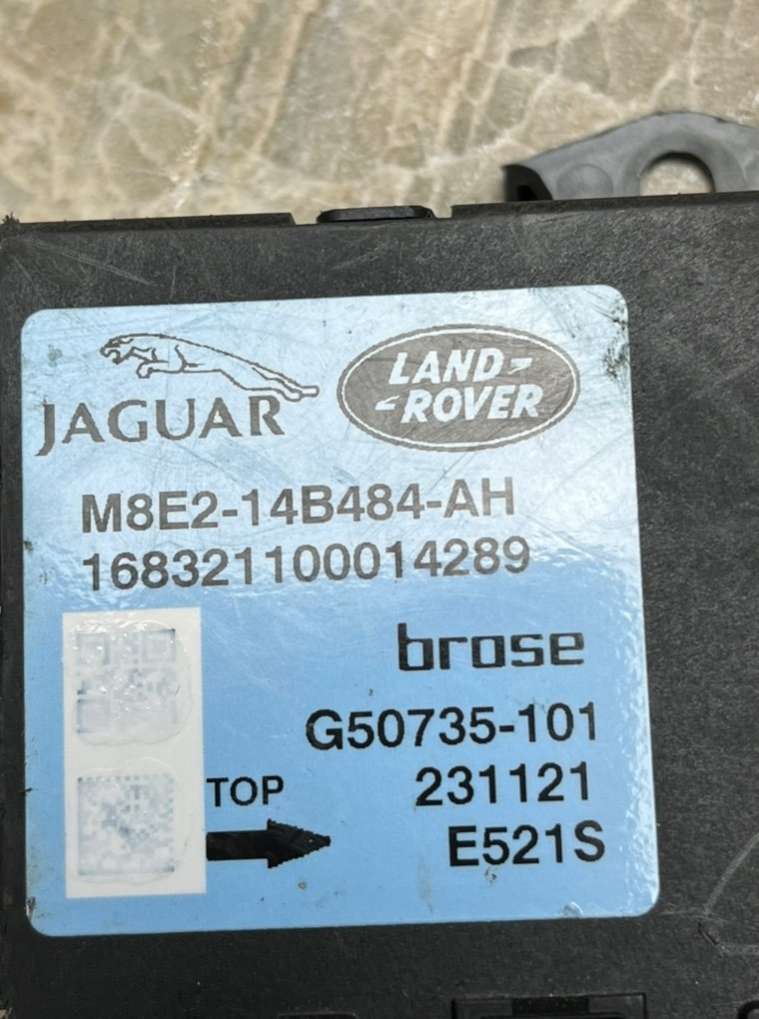 JAGUAR
LAND-
-ROVER
M8E2-14B484-AH
168321100014289
brose
G50735-101
TOP
231121
E521S